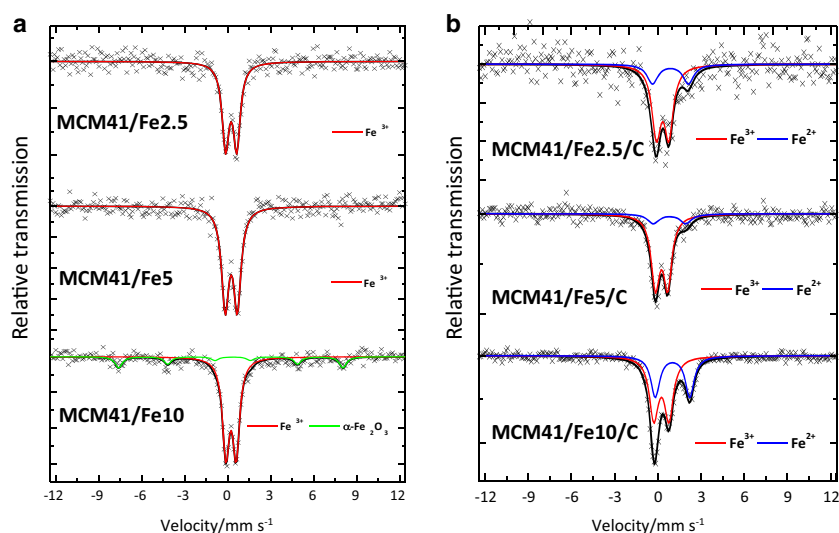 a
Relative transmission
MCM41/Fe2.5
Fe 3+
MCM41/Fe5
Fe 3+
MCM41/Fe10
Fe 3+ α-Fe 2 O 3
-12 -9 -6 -3 0 3 6 9 12
Velocity/mm s-1
b
Relative transmission
MCM41/Fe2.5/C
Fe3+ Fe2+
MCM41/Fe5/C
Fe3+ Fe2+
MCM41/Fe10/C
Fe3+ Fe2+
-12 -9 -6 -3 0 3 6 9 12
Velocity/mm s-1